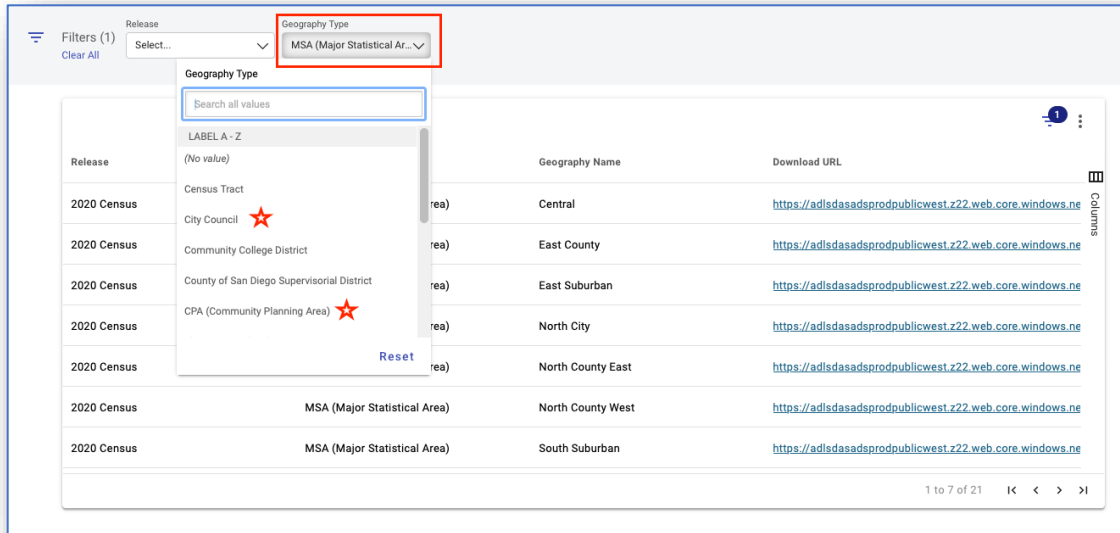 Release
Geography Type
Filters (1)
Select...
MSA (Major Statistical Ar...
Clear All
Geography Type
Search all values
LABEL A - Z
(No value)
Census Tract
City Council
Community College District
County of San Diego Supervisorial District
CPA (Community Planning Area)
Reset
1
Columns
Release Geography Name Download URL
2020 Census rea) Central https://adlsdasadsprodpublicwest.z22.web.core.windows.ne
2020 Census rea) East County https://adlsdasadsprodpublicwest.z22.web.core.windows.ne
2020 Census rea) East Suburban https://adlsdasadsprodpublicwest.z22.web.core.windows.ne
2020 Census rea) North City https://adlsdasadsprodpublicwest.z22.web.core.windows.ne
2020 Census rea) North County East https://adlsdasadsprodpublicwest.z22.web.core.windows.ne
2020 Census MSA (Major Statistical Area) North County West https://adlsdasadsprodpublicwest.z22.web.core.windows.ne
2020 Census MSA (Major Statistical Area) South Suburban https://adlsdasadsprodpublicwest.z22.web.core.windows.ne
1 to 7 of 21